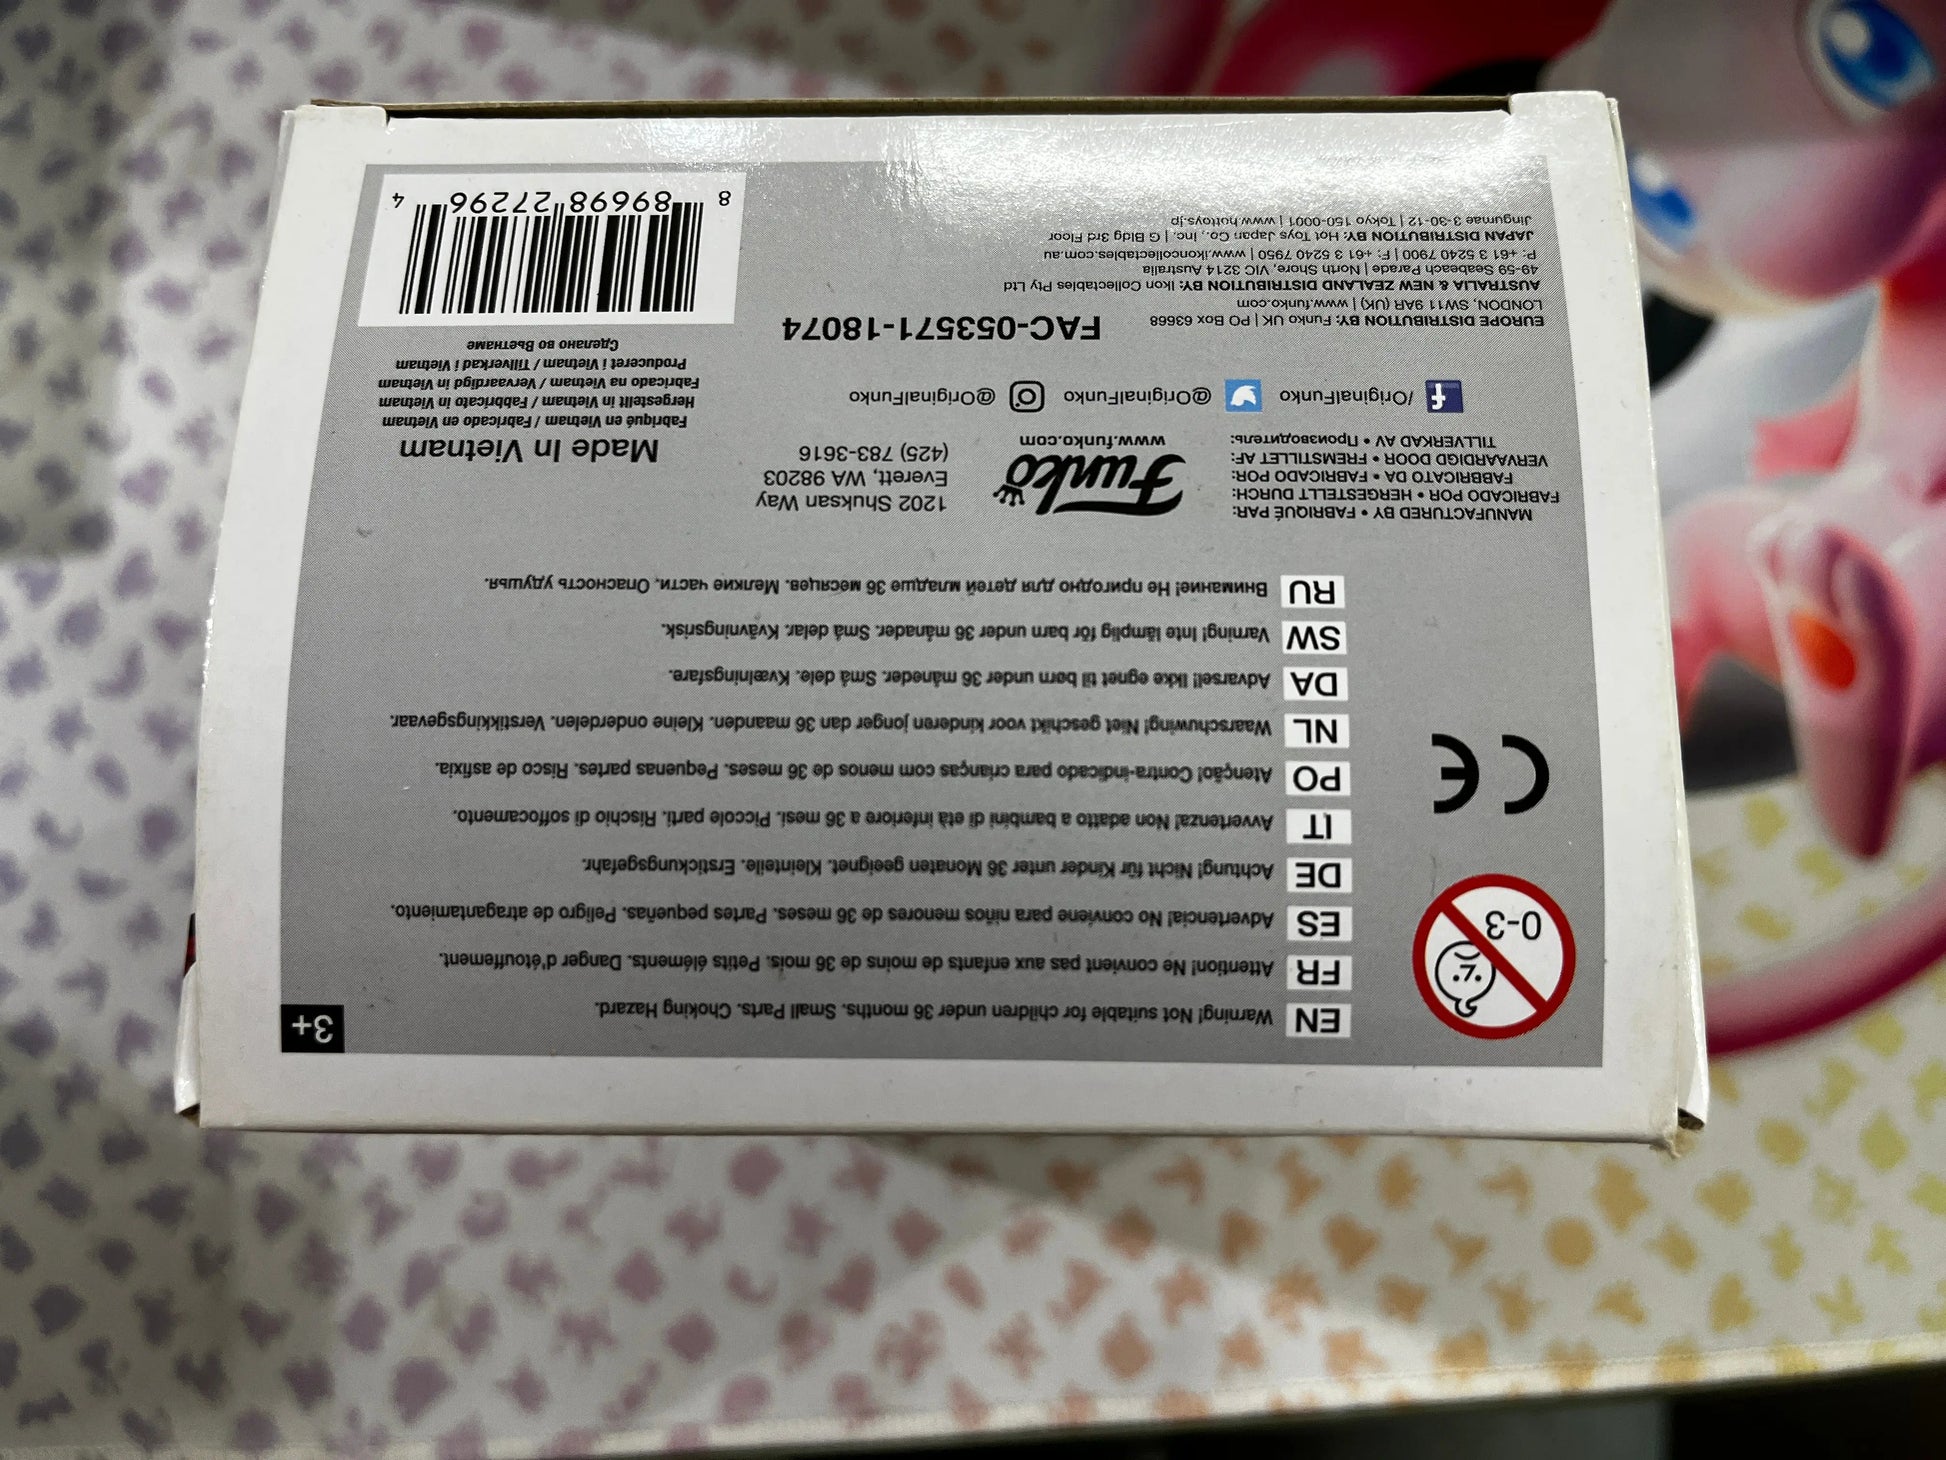 3+
EN Warning! Not suitable for children under 36 months. Small Parts. Choking Hazard.
FR Attention! Ne convient pas aux enfants de moins de 36 mois. Petits éléments. Danger d'étouffement.
ES Advertencia! No conviene para niños menores de 36 meses. Partes pequeñas. Peligro de atragantamiento.
DE Achtung! Nicht für Kinder unter 36 Monaten geeignet. Kleinteile. Erstickungsgefahr.
IT Avvertenza! Non adatto a bambini di età inferiore a 36 mesi. Piccole parti. Rischio di soffocamento.
PO Atenção! Contra-indicado para crianças com menos de 36 meses. Pequenas partes. Risco de asfixia.
NL Waarschuwing! Niet geschikt voor kinderen jonger dan 36 maanden. Kleine onderdelen. Verstikkingsgevaar.
DA Advarsel! Ikke egnet til børn under 36 måneder. Små dele. Kvælningsfare.
SW Varning! Inte lämplig för barn under 36 månader. Små delar. Kvävningsrisk.
RU Внимание! Не пригодно для детей младше 36 месяцев. Мелкие части. Опасность удушья.
0-3
CE
MANUFACTURED BY • FABRIQUÉ PAR:
FABRICADO POR • HERGESTELLT DURCH:
FABBRICATO DA • FABRICADO POR:
VERVAARDIGD DOOR • FREMSTILLET AF:
TILLVERKAD AV • Производитель:
Funko
www.funko.com
1202 Shuksan Way
Everett, WA 98203
(425) 783-3616
/OriginalFunko @OriginalFunko @OriginalFunko
EUROPE DISTRIBUTION BY: Funko UK | PO Box 63668
LONDON, SW11 9AR (UK) | www.funko.com
AUSTRALIA & NEW ZEALAND DISTRIBUTION BY: Ikon Collectables Pty Ltd
49-59 Seabeach Parade | North Shore, VIC 3214 Australia
P: +61 3 5240 7900 | F: +61 3 5240 7950 | www.ikoncollectables.com.au
JAPAN DISTRIBUTION BY: Hot Toys Japan Co., Inc. | G Bldg 3rd Floor
Jingumae 3-30-12 | Tokyo 150-0001 | www.hottoys.jp
FAC-053571-18074
Made In Vietnam
Fabriqué en Vietnam / Fabricado en Vietnam
Hergestellt in Vietnam / Fabbricato in Vietnam
Fabricado na Vietnam / Vervaardigd in Vietnam
Produceret i Vietnam / Tillverkad i Vietnam
Сделано во Вьетнаме
8 89698 27296 4